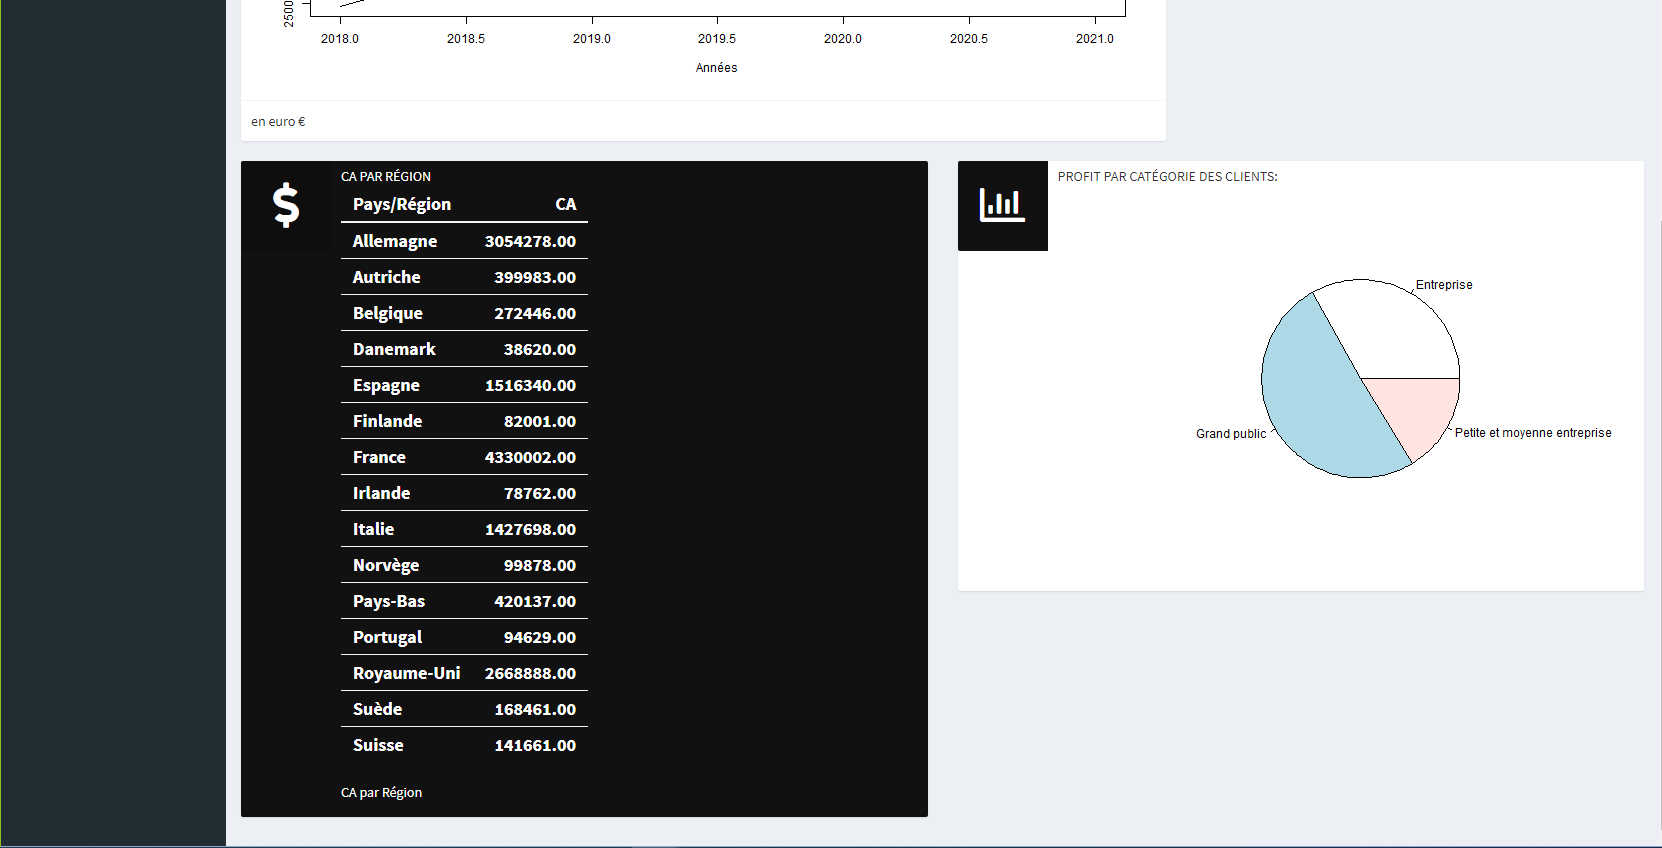 2500
2018.0 2018.5 2019.0 2019.5 2020.0 2020.5 2021.0
Années
en euro €
CA PAR RÉGION
Pays/Région CA
Allemagne 3054278.00
Autriche 399983.00
Belgique 272446.00
Danemark 38620.00
Espagne 1516340.00
Finlande 82001.00
France 4330002.00
Irlande 78762.00
Italie 1427698.00
Norvège 99878.00
Pays-Bas 420137.00
Portugal 94629.00
Royaume-Uni 2668888.00
Suède 168461.00
Suisse 141661.00
CA par Région
PROFIT PAR CATÉGORIE DES CLIENTS:
Entreprise
Grand public
Petite et moyenne entreprise